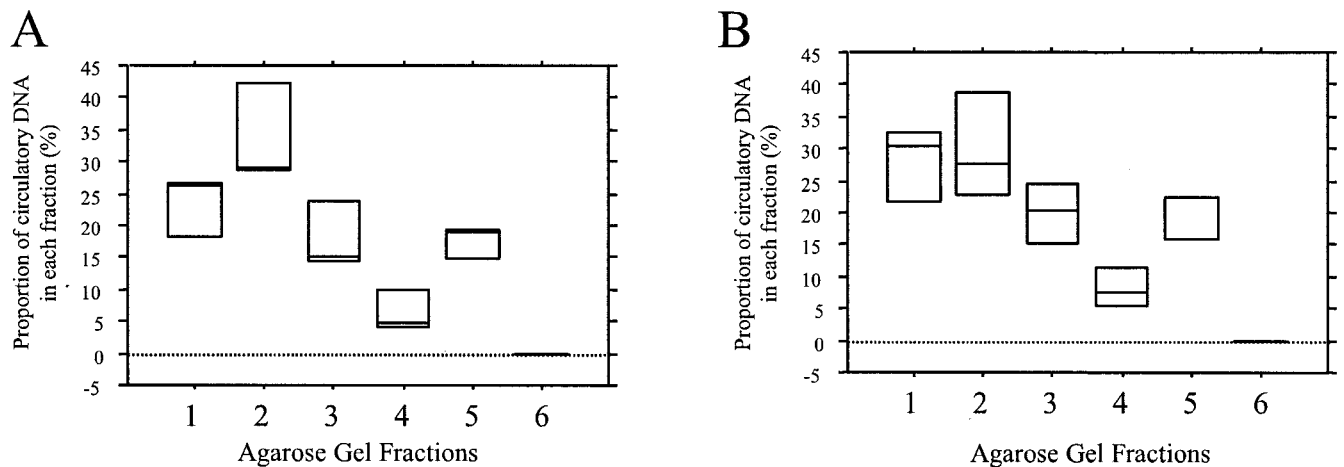 A
Proportion of circulatory DNA
in each fraction (%)
45
40
35
30
25
20
15
10
5
0
-5
1 2 3 4 5 6
Agarose Gel Fractions
B
Proportion of circulatory DNA
in each fraction (%)
45
40
35
30
25
20
15
10
5
0
-5
1 2 3 4 5 6
Agarose Gel Fractions